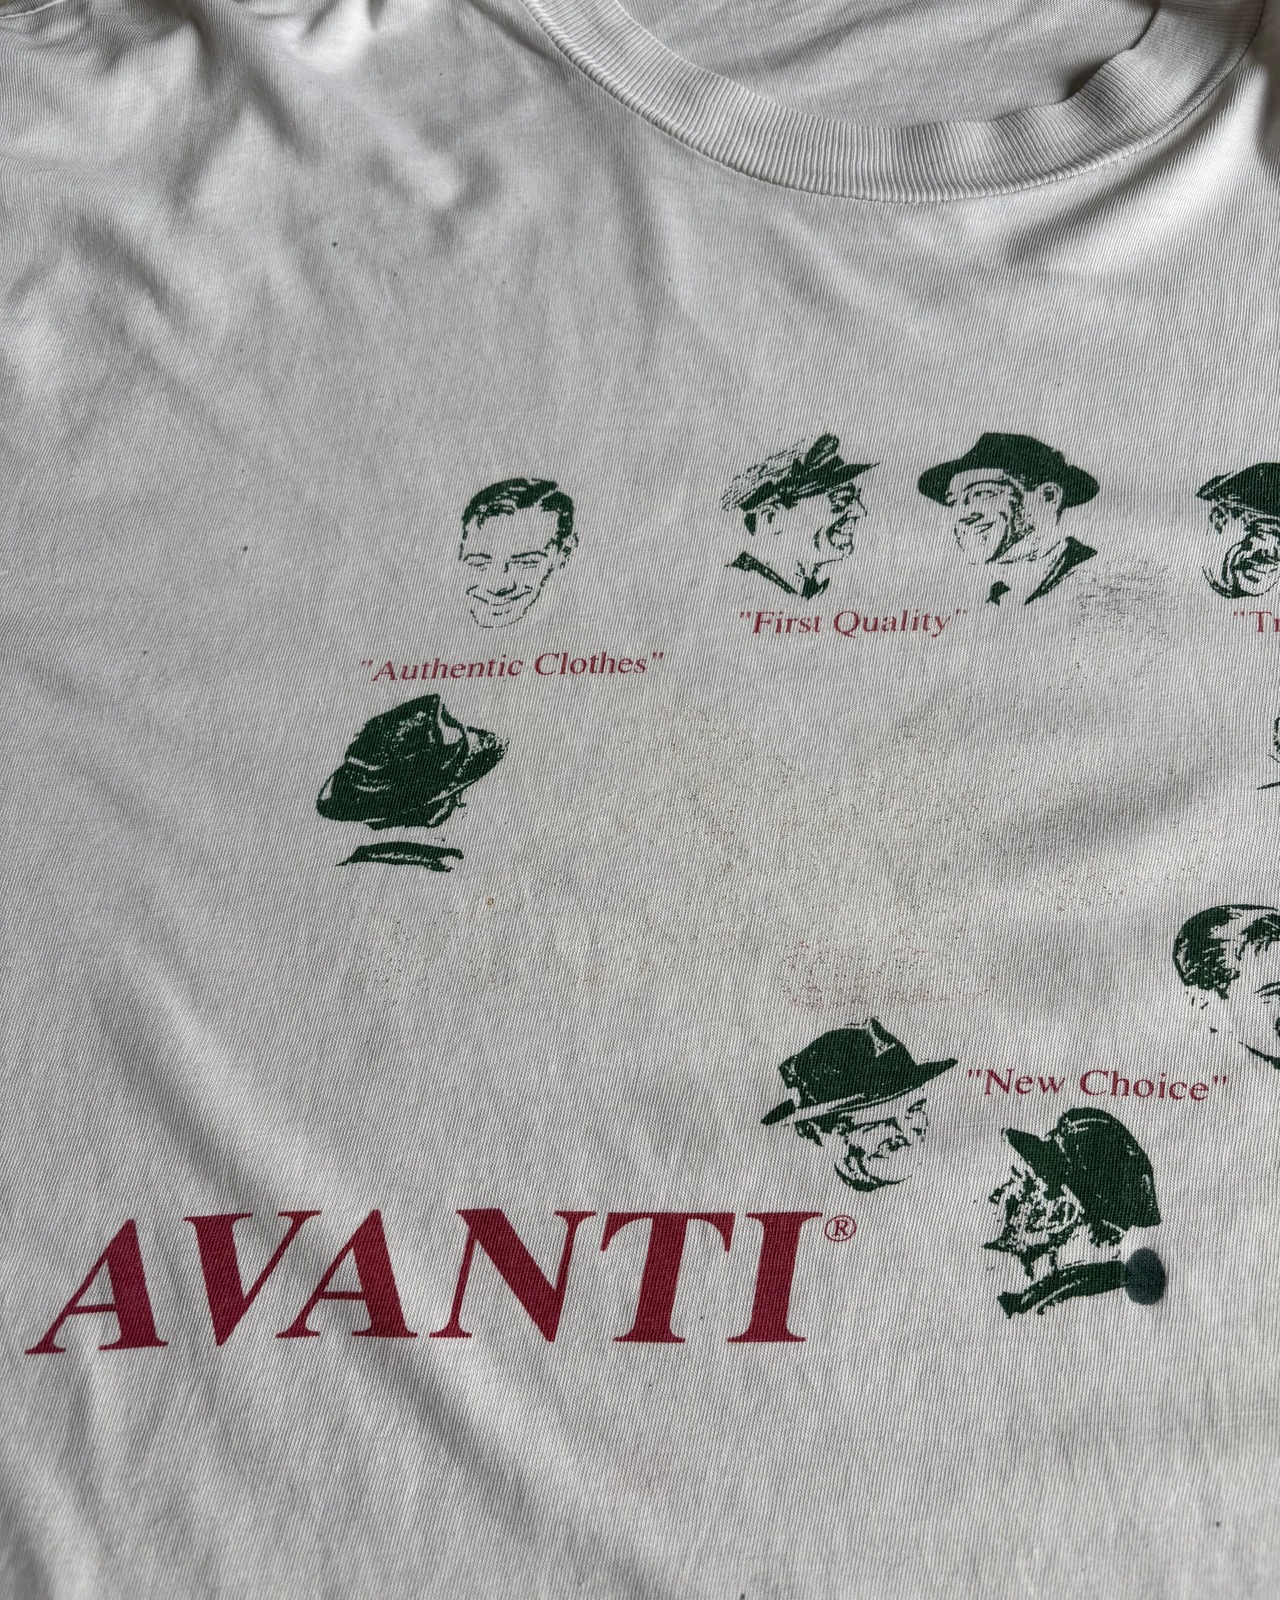 "First Quality"
"Authentic Clothes"
"New Choice"
AVANTI®